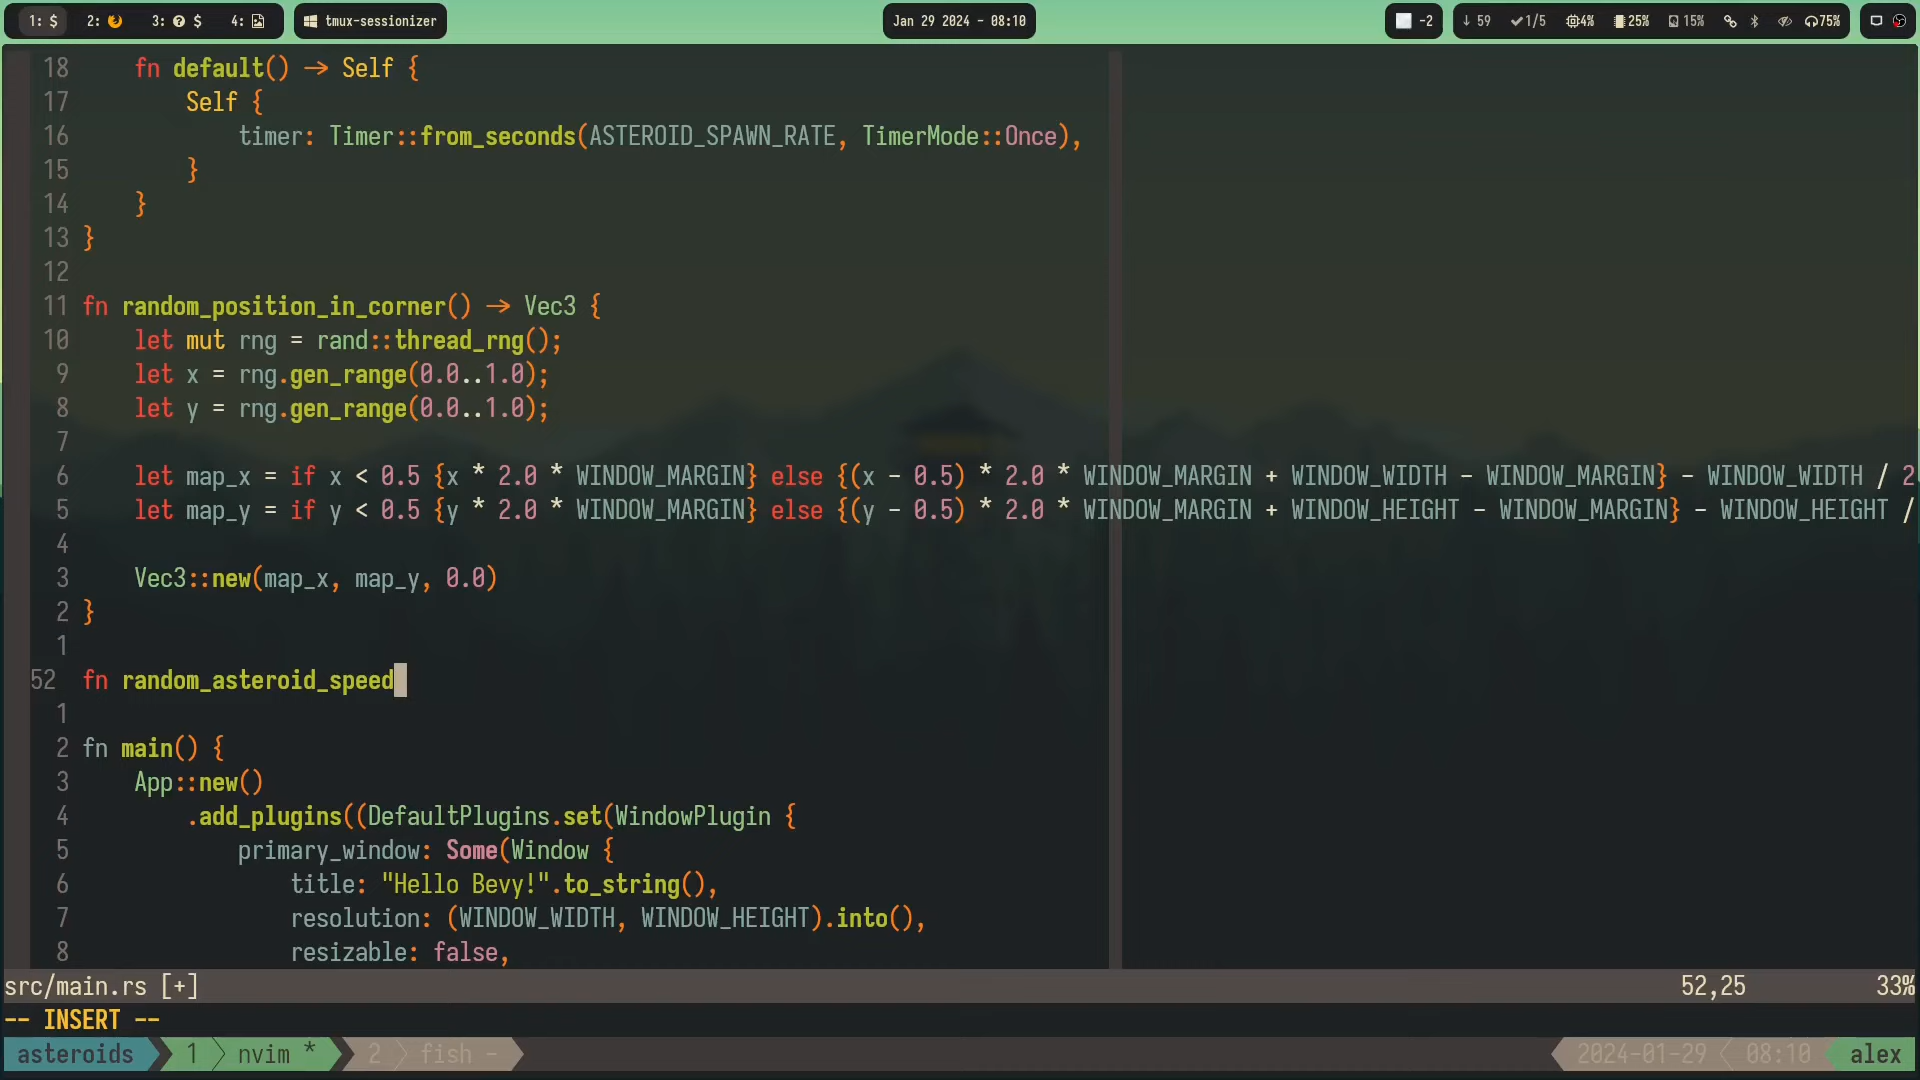 1: $ 2: 3: $ 4: tmux-sessionizer Jan 29 2024 - 08:10 -2 ↓ 59 ✓1/5 4% 25% 15% 75%
18 fn default() → Self {
17 Self {
16 timer: Timer::from_seconds(ASTEROID_SPAWN_RATE, TimerMode::Once),
15 }
14 }
13 }
12
11 fn random_position_in_corner() → Vec3 {
10 let mut rng = rand::thread_rng();
9 let x = rng.gen_range(0.0..1.0);
8 let y = rng.gen_range(0.0..1.0);
7
6 let map_x = if x < 0.5 {x * 2.0 * WINDOW_MARGIN} else {(x - 0.5) * 2.0 * WINDOW_MARGIN + WINDOW_WIDTH - WINDOW_MARGIN} - WINDOW_WIDTH / 2
5 let map_y = if y < 0.5 {y * 2.0 * WINDOW_MARGIN} else {(y - 0.5) * 2.0 * WINDOW_MARGIN + WINDOW_HEIGHT - WINDOW_MARGIN} - WINDOW_HEIGHT /
4
3 Vec3::new(map_x, map_y, 0.0)
2 }
1
52 fn random_asteroid_speed
1
2 fn main() {
3 App::new()
4 .add_plugins((DefaultPlugins.set(WindowPlugin {
5 primary_window: Some(Window {
6 title: "Hello Bevy!".to_string(),
7 resolution: (WINDOW_WIDTH, WINDOW_HEIGHT).into(),
8 resizable: false,
src/main.rs [+] 52,25 33%
-- INSERT --
asteroids 1 nvim * 2 fish - 2024-01-29 08:10 alex